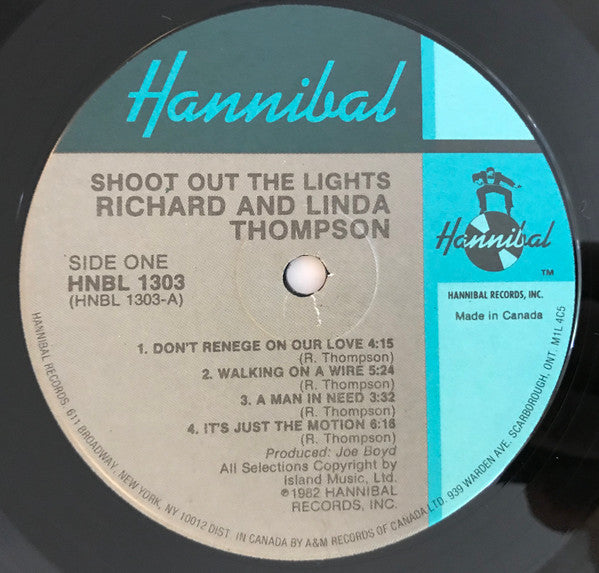 Hannibal
SHOOT OUT THE LIGHTS
RICHARD AND LINDA
THOMPSON
SIDE ONE
HNBL 1303
(HNBL 1303-A)
Hannibal
TM
HANNIBAL RECORDS, INC.
Made in Canada
1. DON'T RENEGE ON OUR LOVE 4:15
(R. Thompson)
2. WALKING ON A WIRE 5:24
(R. Thompson)
3. A MAN IN NEED 3:32
(R. Thompson)
4. IT'S JUST THE MOTION 6:16
(R. Thompson)
Produced: Joe Boyd
All Selections Copyright by
Island Music, Ltd.
℗1982 HANNIBAL
RECORDS, INC.
HANNIBAL RECORDS: 611 BROADWAY, NEW YORK, NY 10012 DIST. IN CANADA BY A&M RECORDS OF CANADA LTD. 939 WARDEN AVE. SCARBOROUGH, ONT. M1L 4C5